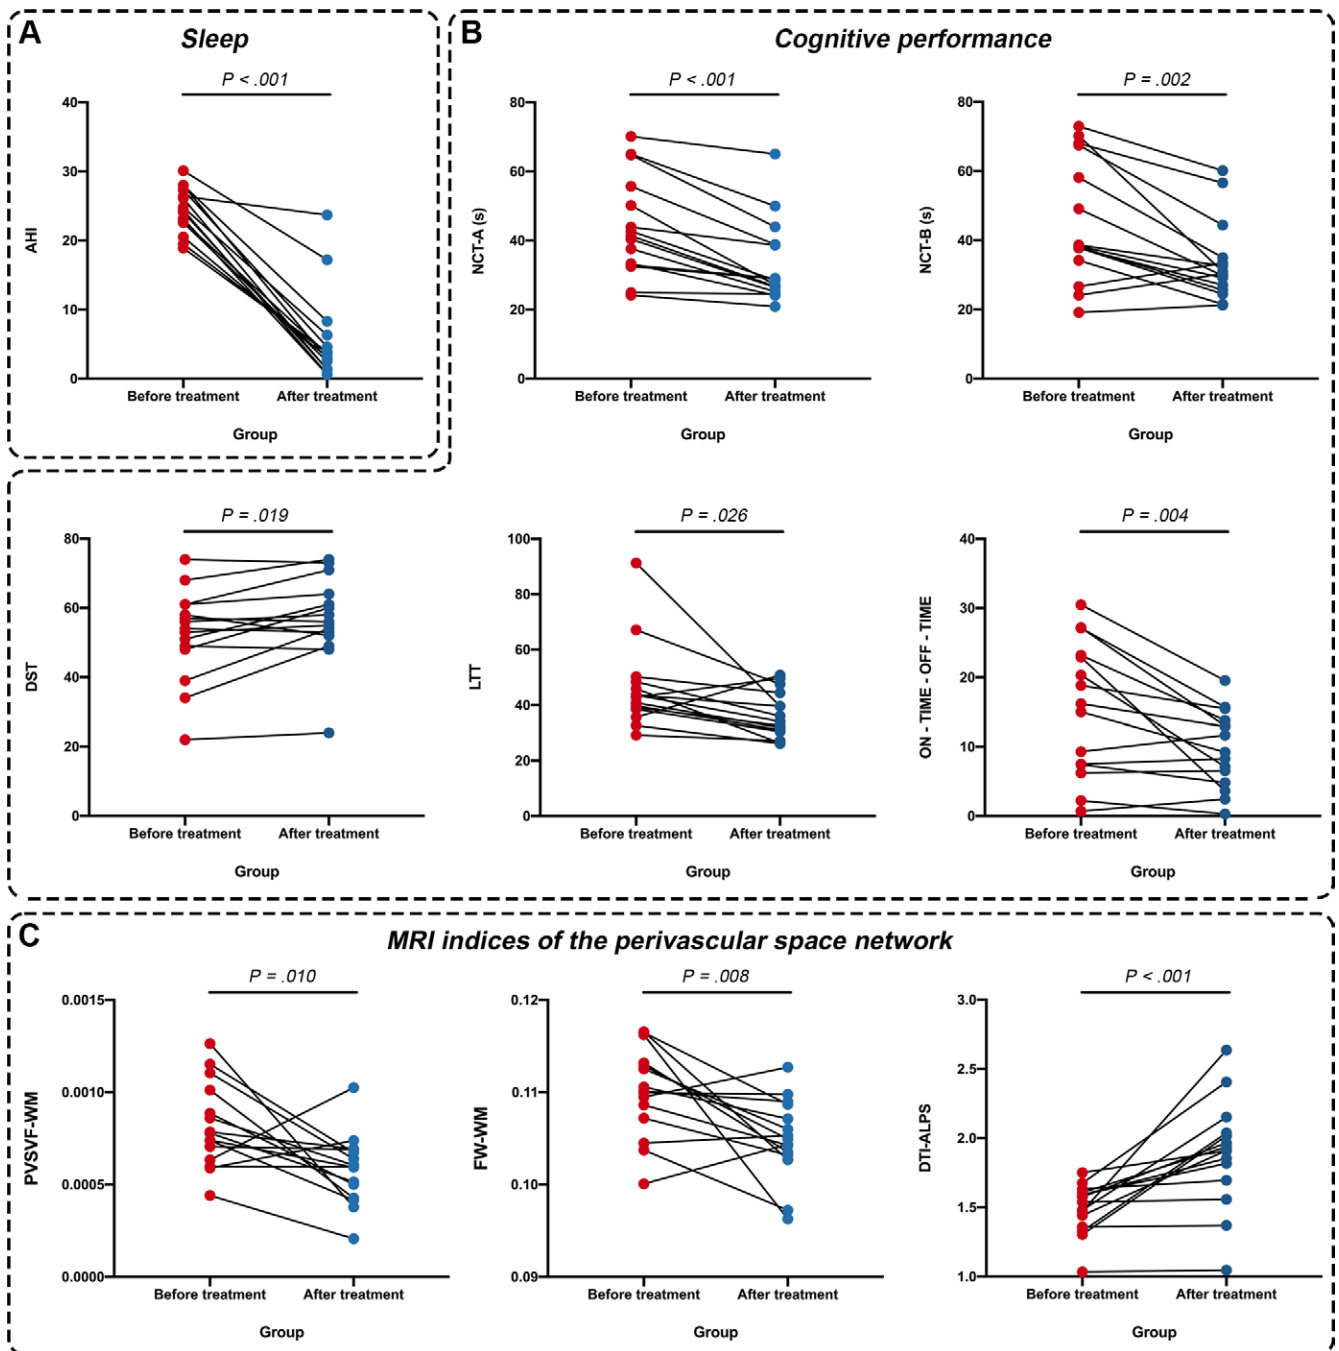 A
Sleep
P < .001
40
30
20
10
0
AHI
Before treatment
After treatment
Group
B
Cognitive performance
P < .001
80
60
40
20
0
NCT-A (s)
Before treatment
After treatment
Group
P = .002
80
60
40
20
0
NCT-B (s)
Before treatment
After treatment
Group
P = .019
80
60
40
20
0
DST
Before treatment
After treatment
Group
P = .026
100
80
60
40
20
0
LTT
Before treatment
After treatment
Group
P = .004
40
30
20
10
0
ON - TIME - OFF - TIME
Before treatment
After treatment
Group
C
MRI indices of the perivascular space network
P = .010
0.0015
0.0010
0.0005
0.0000
PVSVF-WM
Before treatment
After treatment
Group
P = .008
0.12
0.11
0.10
0.09
FW-WM
Before treatment
After treatment
Group
P < .001
3.0
2.5
2.0
1.5
1.0
DTI-ALPS
Before treatment
After treatment
Group